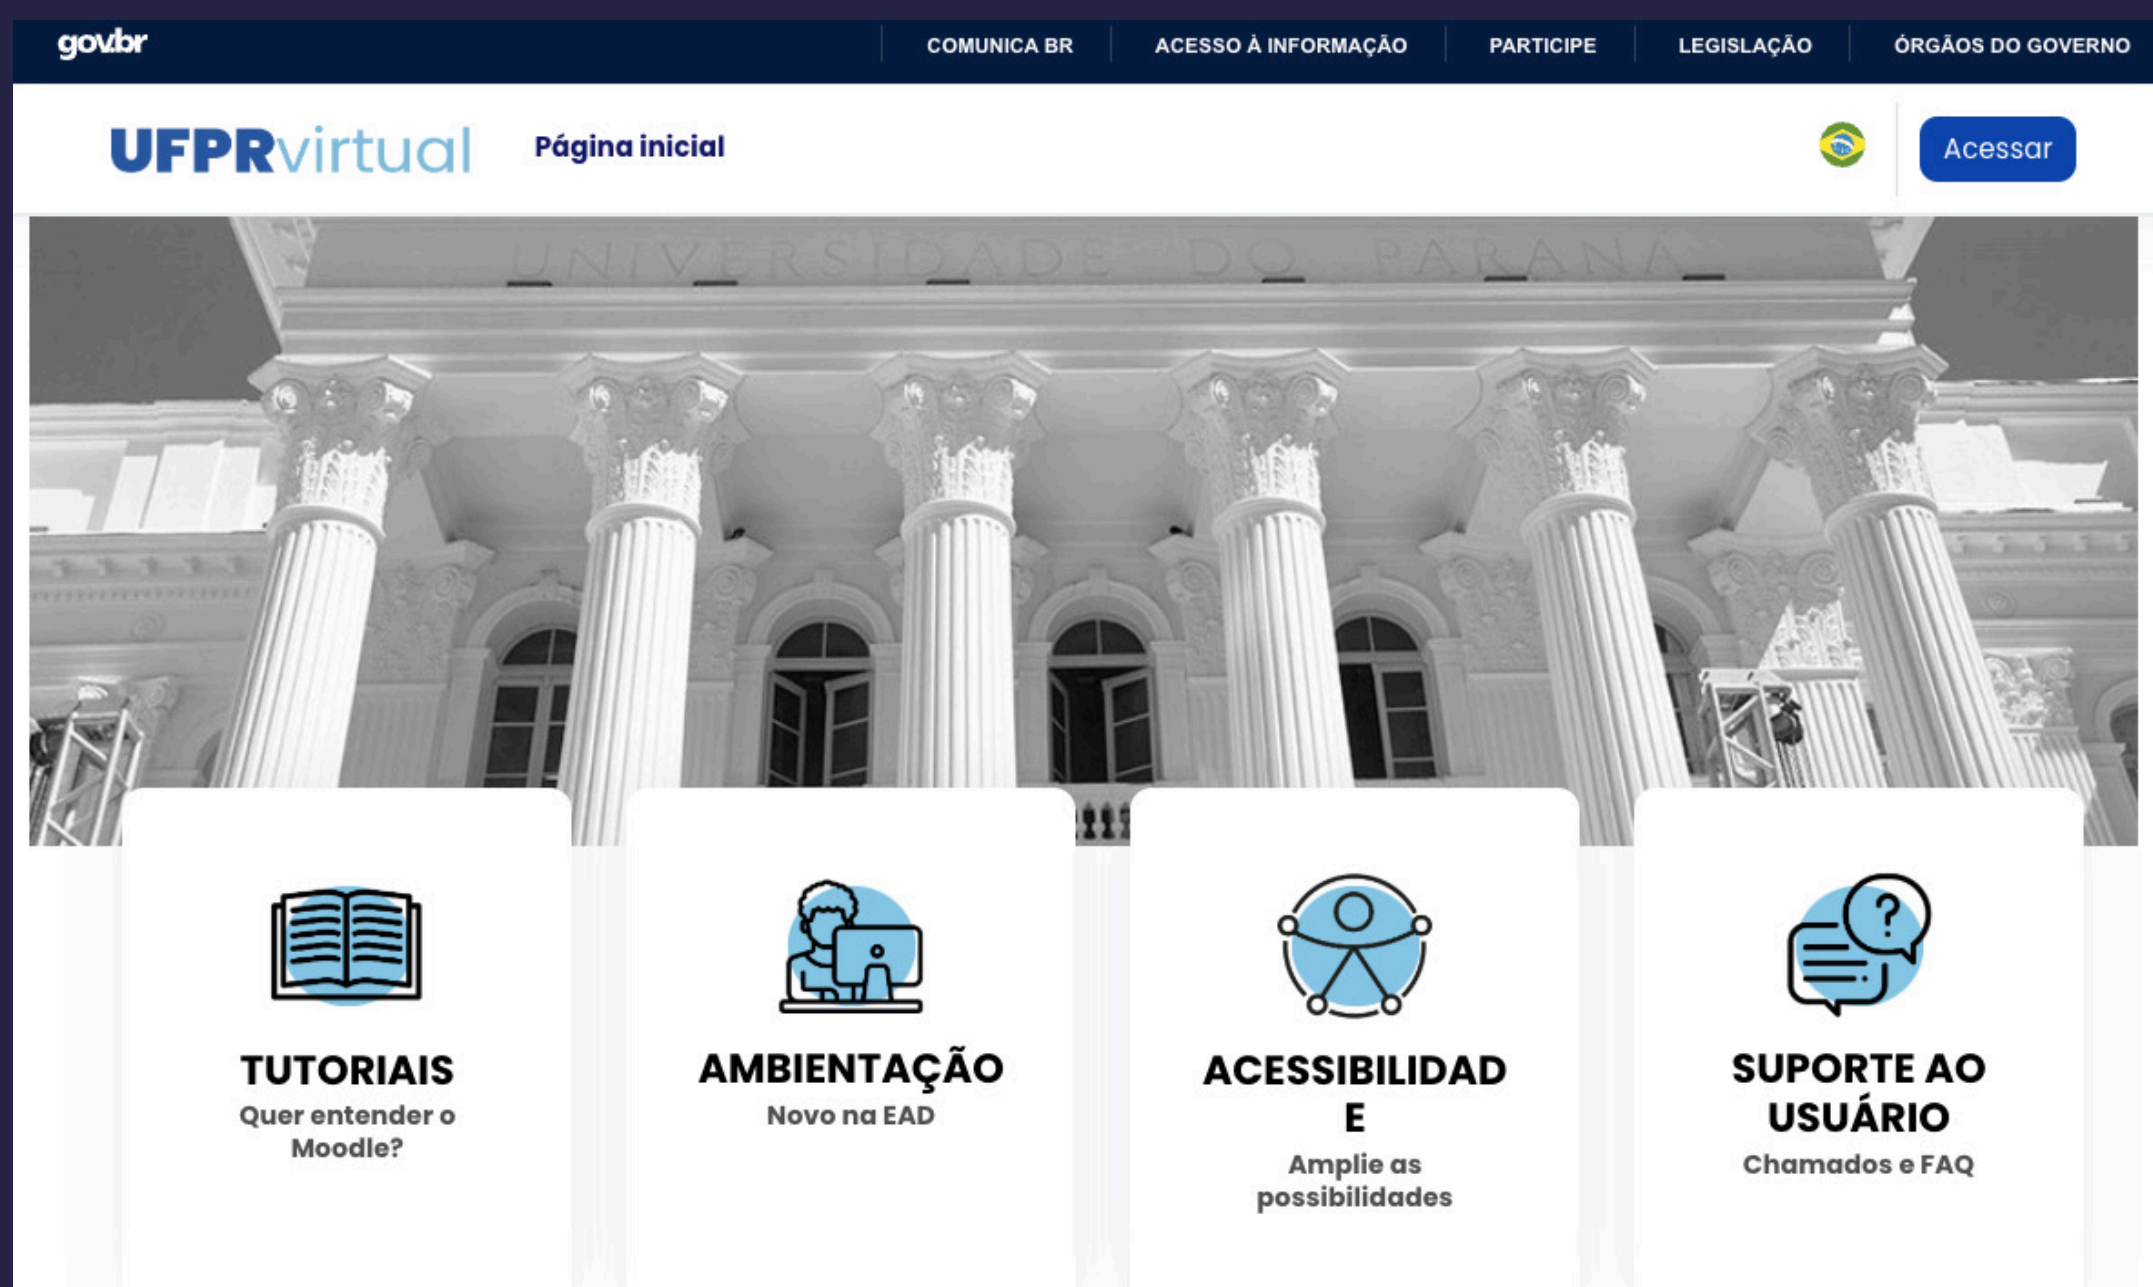 gov.br
COMUNICA BR
ACESSO À INFORMAÇÃO
PARTICIPE
LEGISLAÇÃO
ÓRGÃOS DO GOVERNO
UFPRvirtual
Página inicial
Acessar
UNIVERSIDADE DO PARANÁ
TUTORIAIS
Quer entender o
Moodle?
AMBIENTAÇÃO
Novo na EAD
ACESSIBILIDAD
E
Amplie as
possibilidades
SUPORTE AO
USUÁRIO
Chamados e FAQ